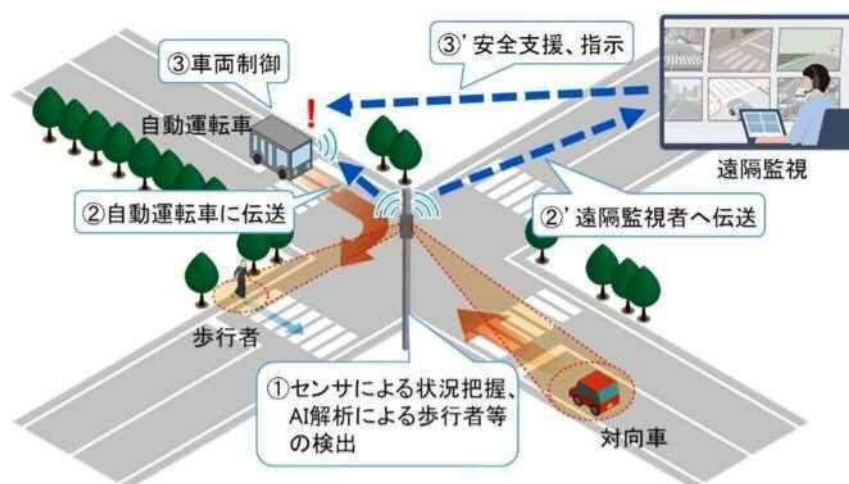 ③車両制御
③'安全支援、指示
自動運転車
遠隔監視
②自動運転車に伝送
②'遠隔監視者へ伝送
歩行者
①センサによる状況把握、
AI解析による歩行者等
の検出
対向車